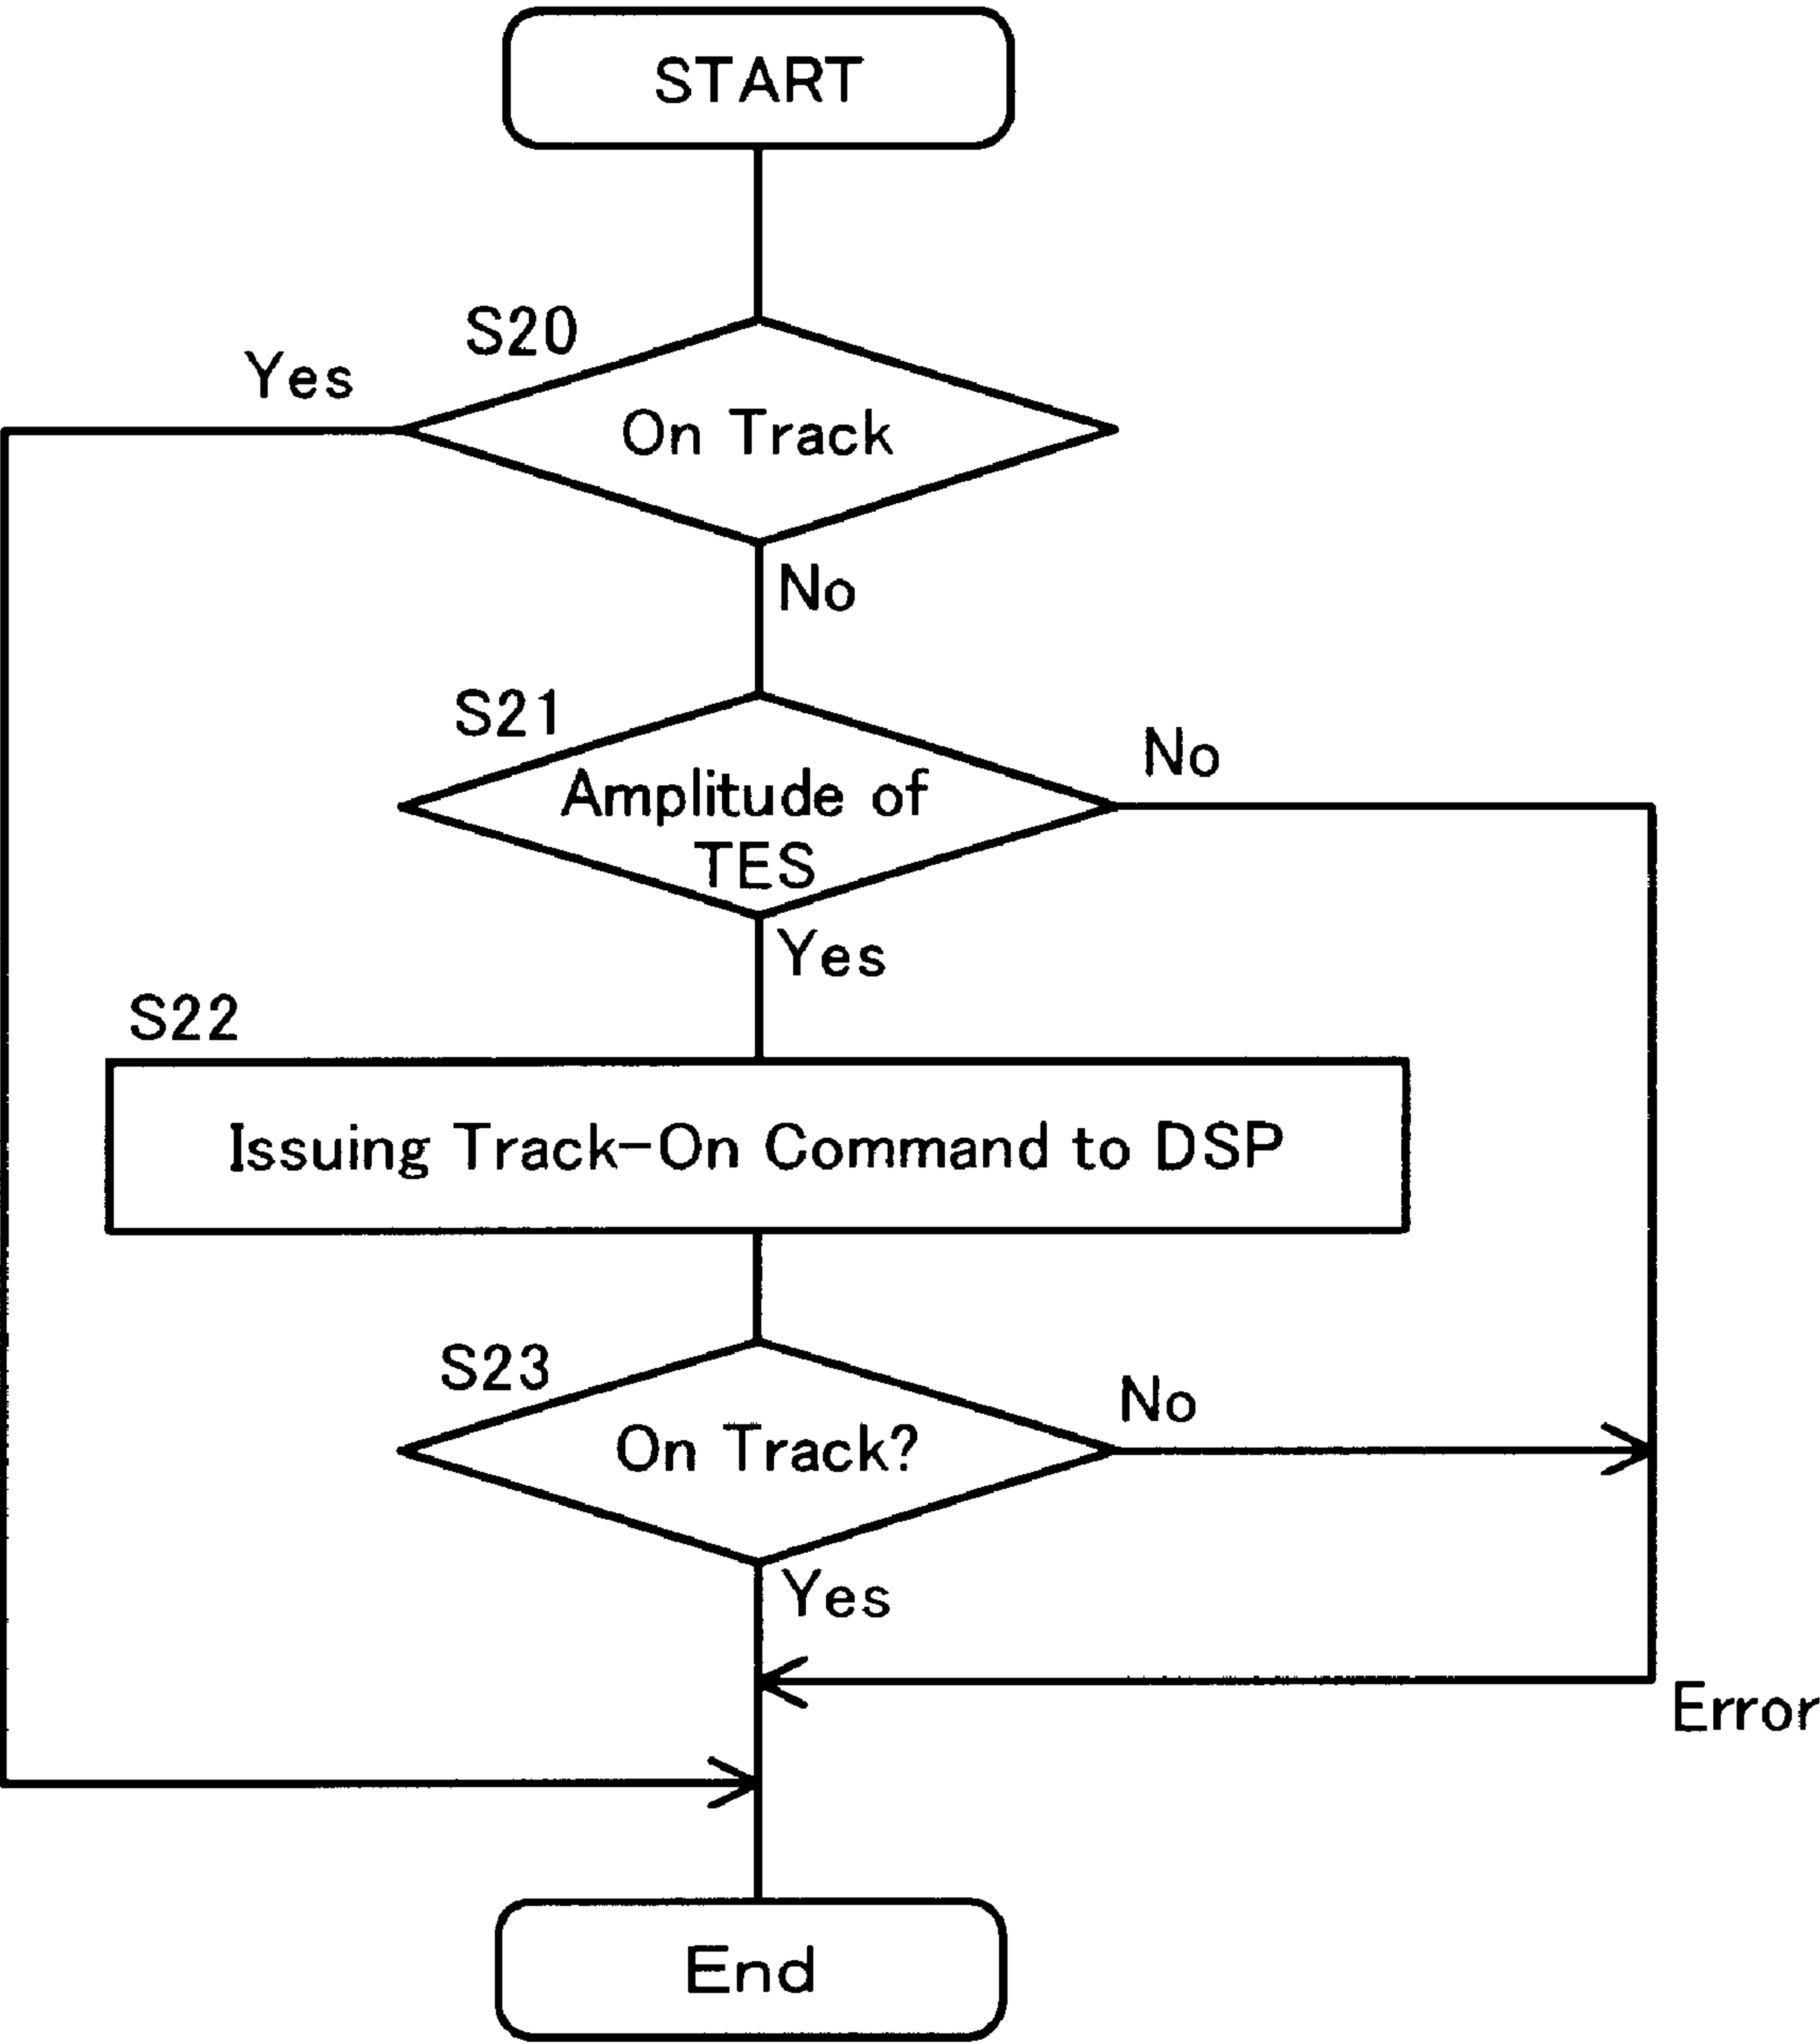 START
S20
Yes
On Track
No
S21
No
Amplitude of
TES
Yes
S22
Issuing Track-On Command to DSP
S23
No
On Track?
Yes
Error
End